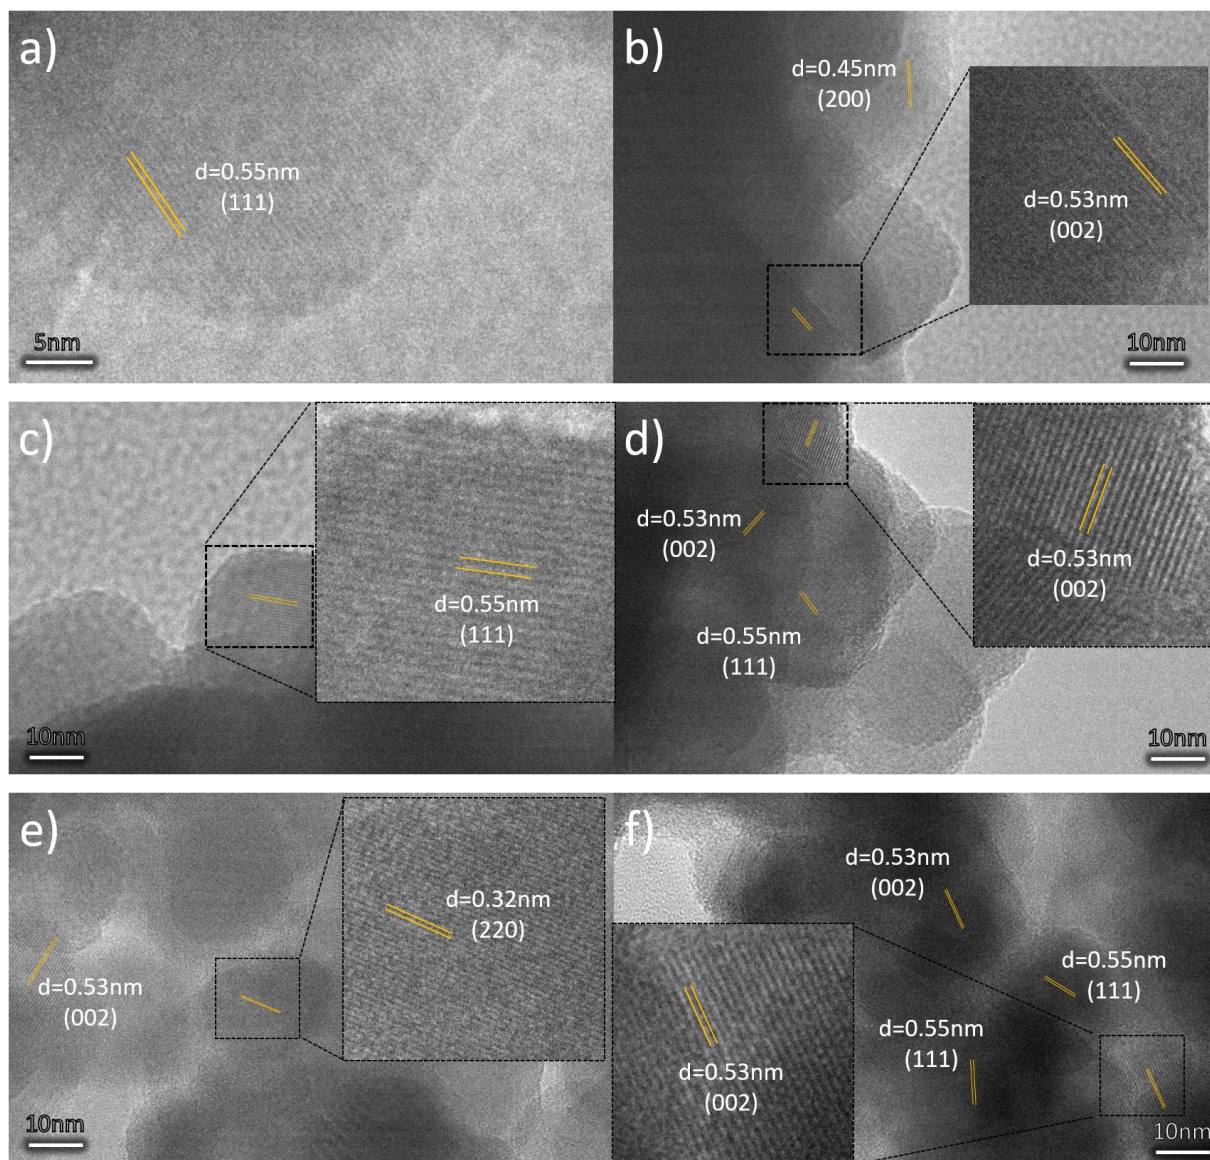 a)
d=0.55nm
(111)
5nm
b)
d=0.45nm
(200)
d=0.53nm
(002)
10nm
c)
d=0.55nm
(111)
10nm
d)
d=0.53nm
(002)
d=0.55nm
(111)
d=0.53nm
(002)
10nm
e)
d=0.53nm
(002)
d=0.32nm
(220)
10nm
f)
d=0.53nm
(002)
d=0.55nm
(111)
d=0.55nm
(111)
d=0.53nm
(002)
10nm